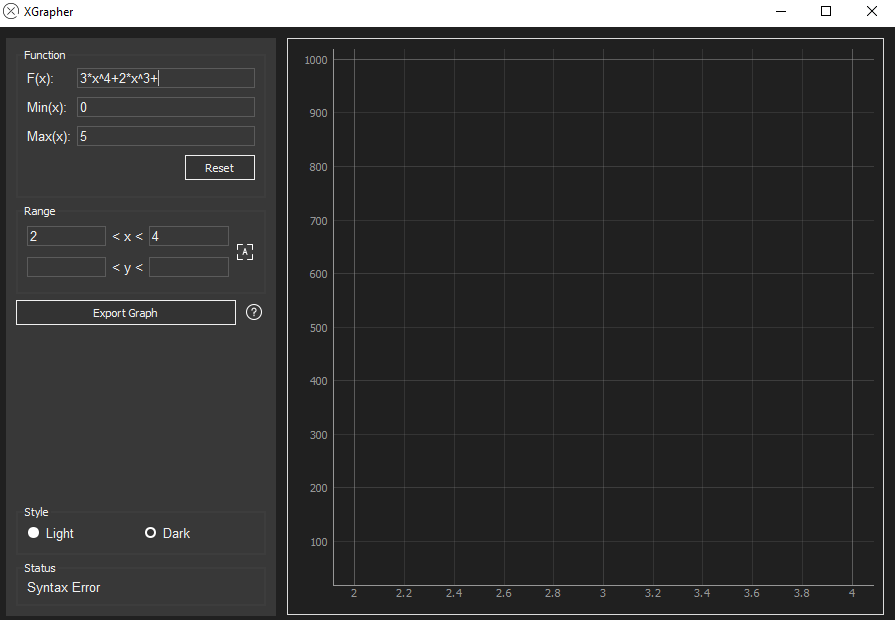 XGrapher
Function
F(x): 3*x^4+2*x^3+
Min(x): 0
Max(x): 5
Reset
Range
2 < x < 4
A
< y <
Export Graph ?
Style
Light Dark
Status
Syntax Error
1000
900
800
700
600
500
400
300
200
100
2 2.2 2.4 2.6 2.8 3 3.2 3.4 3.6 3.8 4